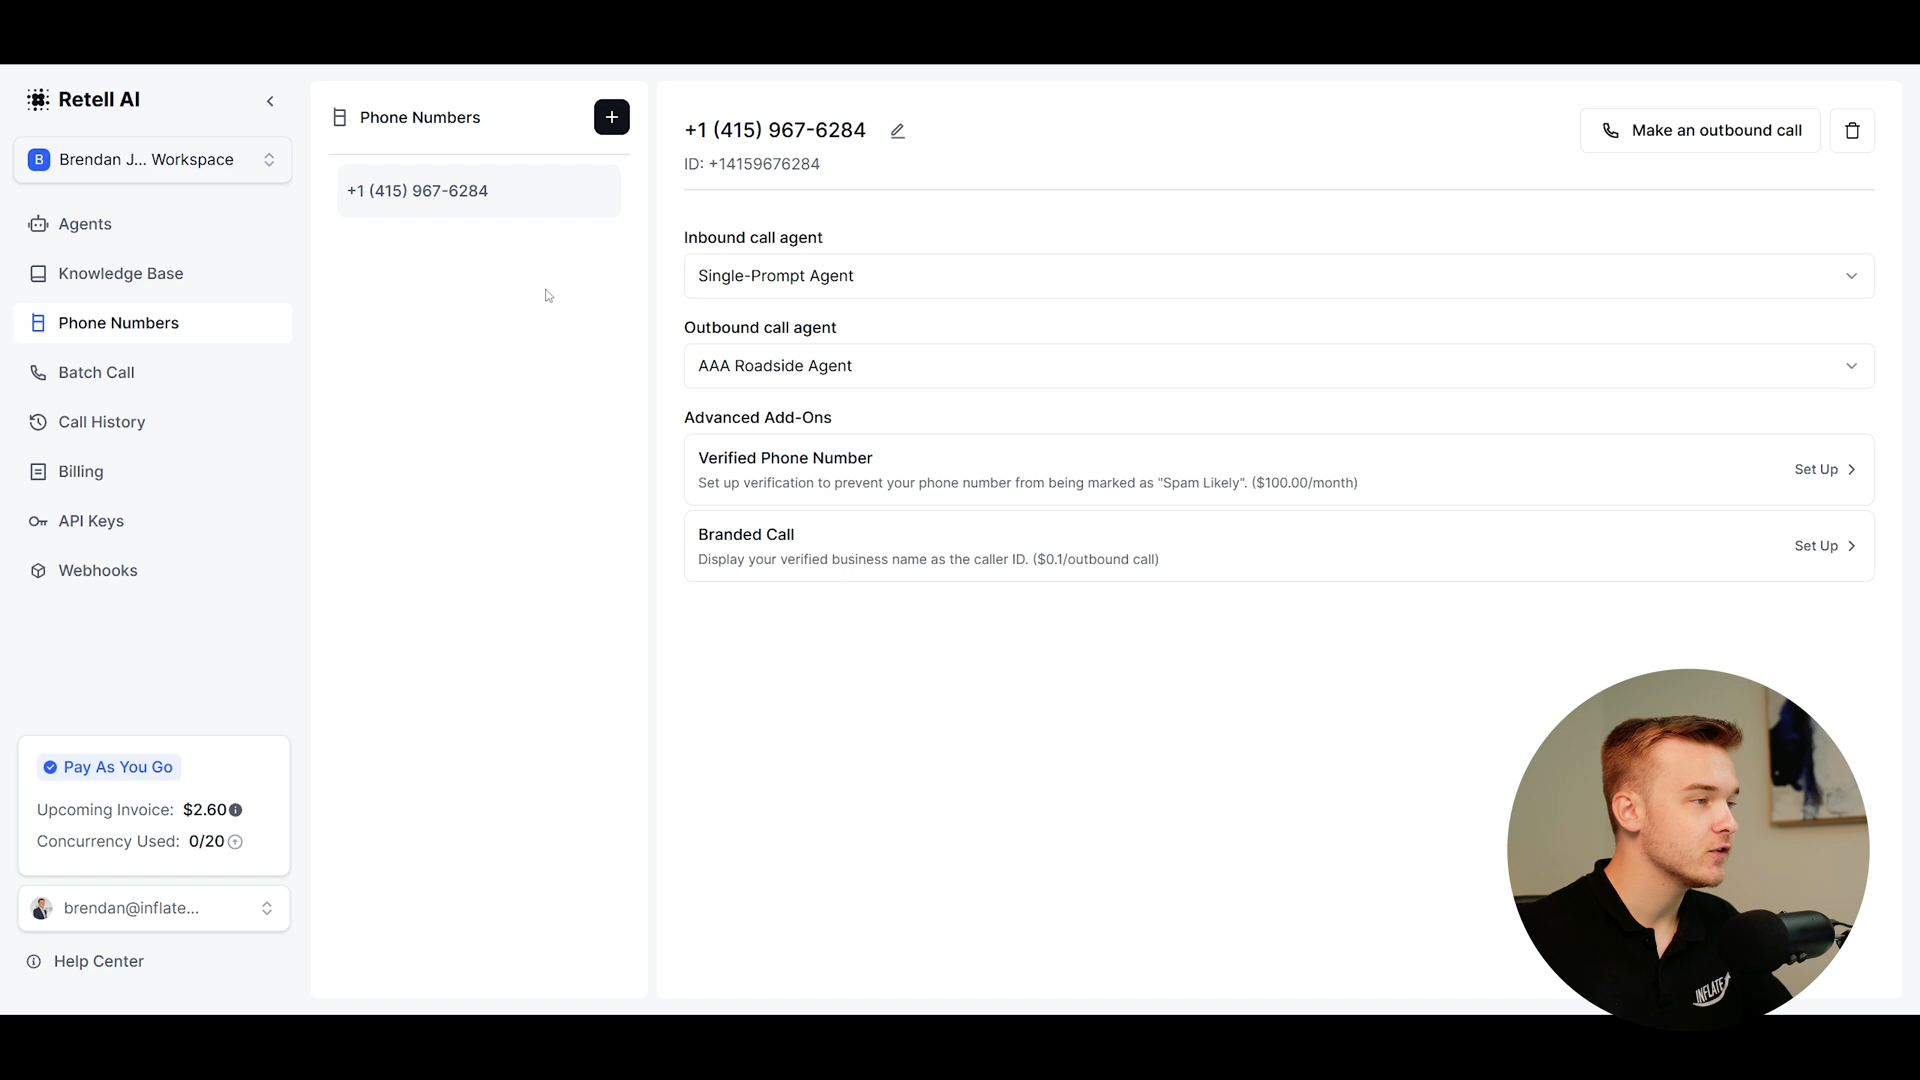 Retell AI
B Brendan J... Workspace
Agents
Knowledge Base
Phone Numbers
Batch Call
Call History
Billing
API Keys
Webhooks
Pay As You Go
Upcoming Invoice: $2.60
Concurrency Used: 0/20
brendan@inflate...
Help Center
Phone Numbers
+1 (415) 967-6284
+1 (415) 967-6284
ID: +14159676284
Make an outbound call
Inbound call agent
Single-Prompt Agent
Outbound call agent
AAA Roadside Agent
Advanced Add-Ons
Verified Phone Number
Set up verification to prevent your phone number from being marked as "Spam Likely". ($100.00/month)
Set Up
Branded Call
Display your verified business name as the caller ID. ($0.1/outbound call)
Set Up
INFLATE